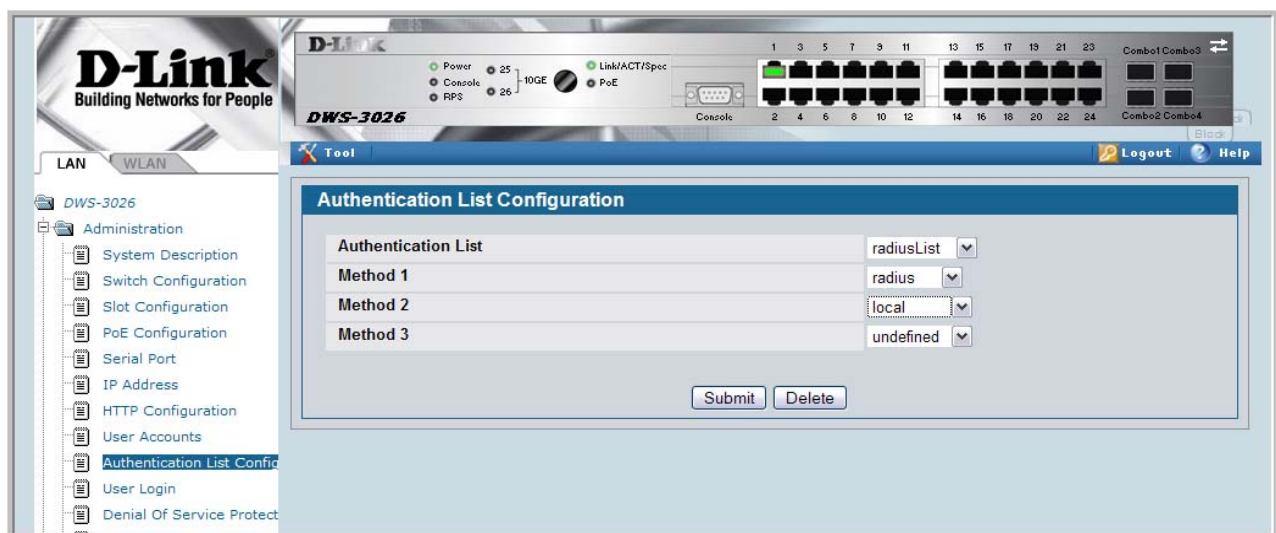 D-Link
Building Networks for People
D-Link
DWS-3026
Power
Console
RPS
25
26
10GE
Link/ACT/Spec
PoE
Console
1 3 5 7 9 11 13 15 17 19 21 23
2 4 6 8 10 12 14 16 18 20 22 24
Combo1 Combo3
Combo2 Combo4
Block
LAN
WLAN
Tool
Logout
Help
DWS-3026
Administration
System Description
Switch Configuration
Slot Configuration
PoE Configuration
Serial Port
IP Address
HTTP Configuration
User Accounts
Authentication List Config
User Login
Denial Of Service Protect
Authentication List Configuration
Authentication List radiusList
Method 1 radius
Method 2 local
Method 3 undefined
Submit Delete